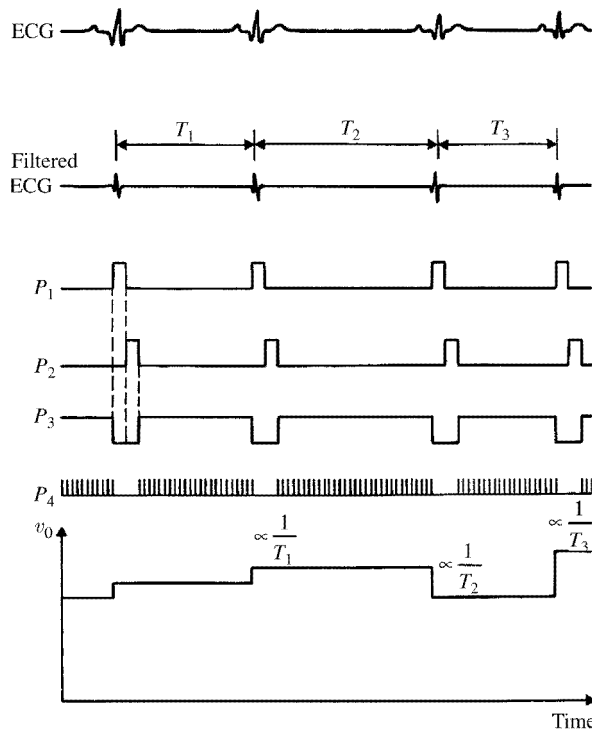 ECG
T₁ T₂ T₃
Filtered
ECG
P₁
P₂
P₃
P₄
v₀
∝ 1/T₁
∝ 1/T₂
∝ 1/T₃
Time